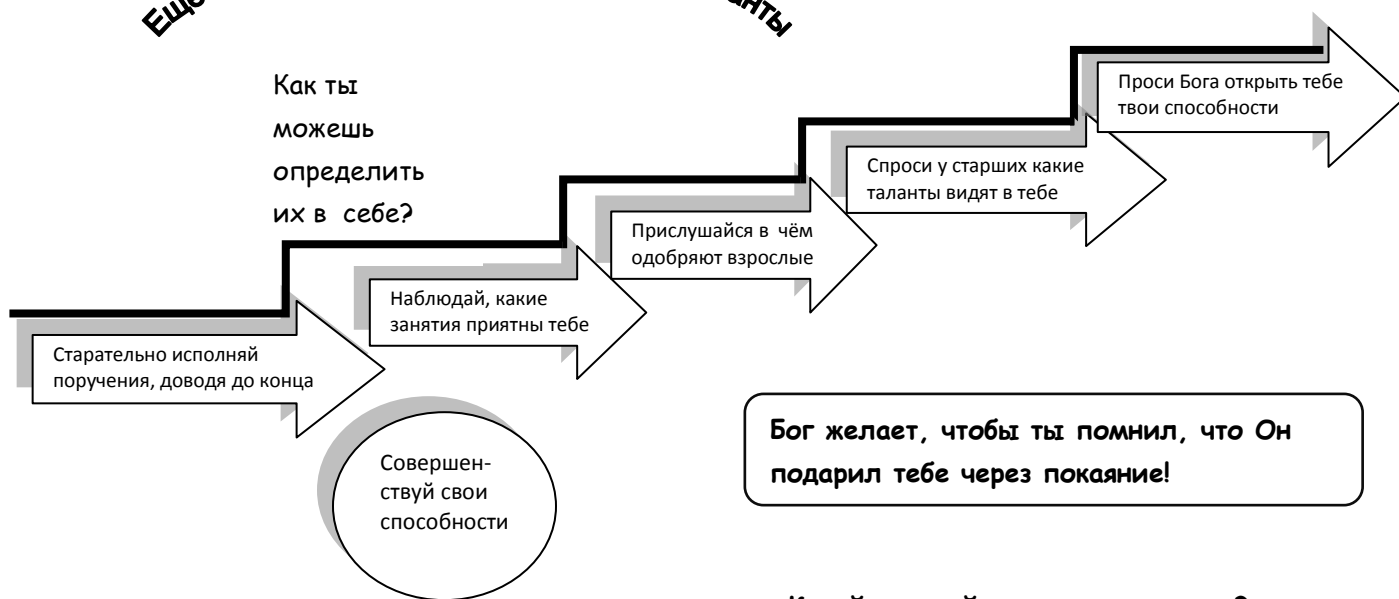 Ещё
анты
Как ты
можешь
определить
их в себе?
Проси Бога открыть тебе
твои способности
Спроси у старших какие
таланты видят в тебе
Прислушайся в чём
одобряют взрослые
Наблюдай, какие
занятия приятны тебе
Старательно исполняй
поручения, доводя до конца
Совершен-
ствуй свои
способности
Бог желает, чтобы ты помнил, что Он
подарил тебе через покаяние!